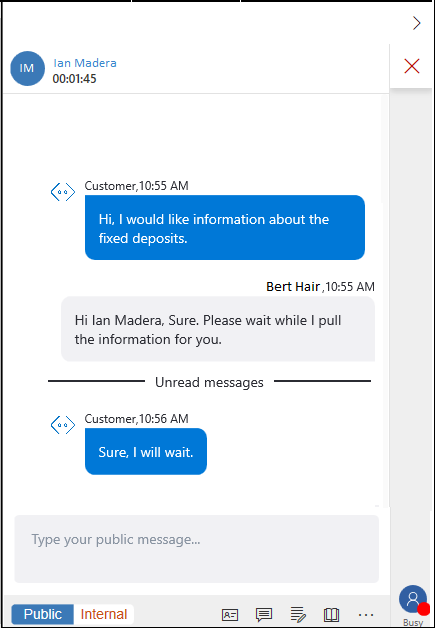 IM
Ian Madera
00:01:45
Customer,10:55 AM
Hi, I would like information about the
fixed deposits.
Bert Hair ,10:55 AM
Hi Ian Madera, Sure. Please wait while I pull
the information for you.
Unread messages
Customer,10:56 AM
Sure, I will wait.
Type your public message...
Public Internal
Busy